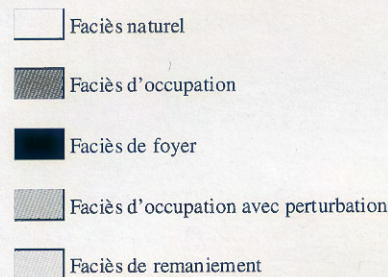 Faciès naturel
Faciès d'occupation
Faciès de foyer
Faciès d'occupation avec perturbation
Faciès de remaniement